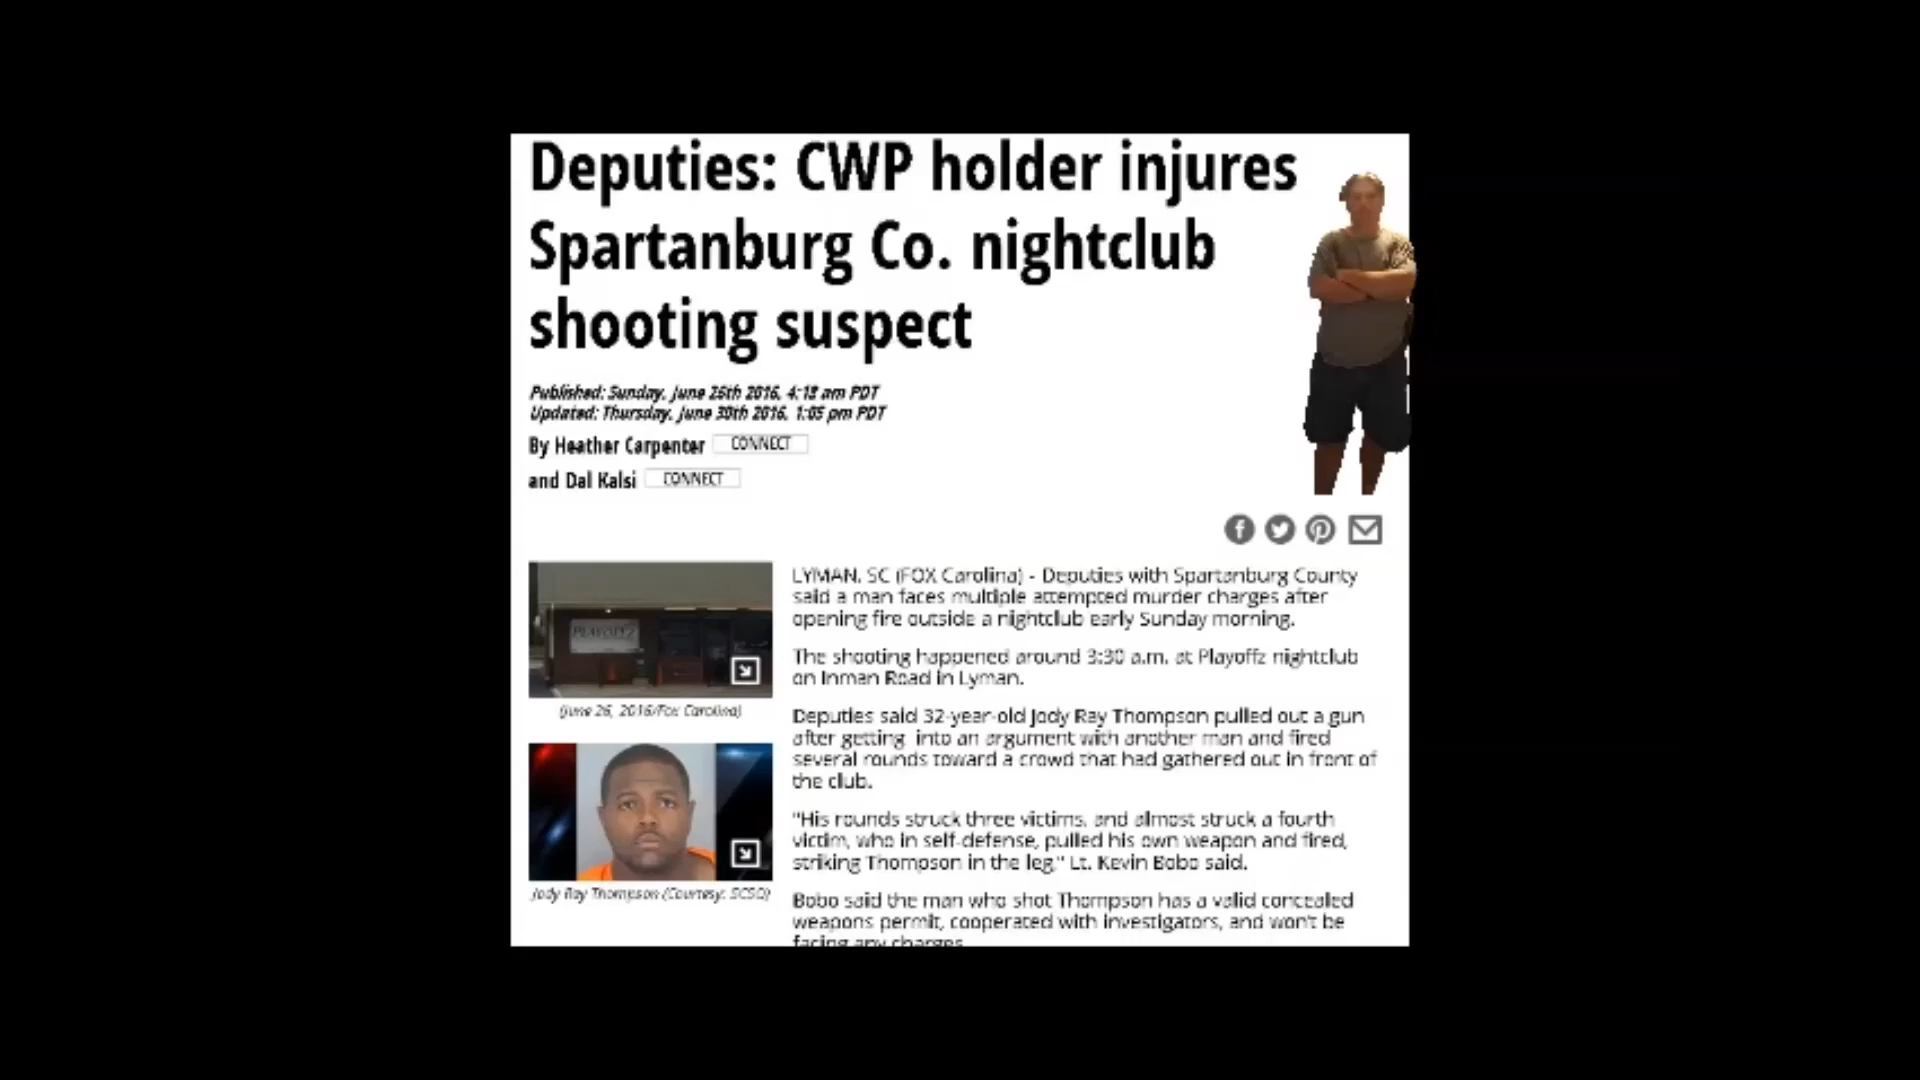 Deputies: CWP holder injures
Spartanburg Co. nightclub
shooting suspect
Published: Sunday, June 26th 2016, 4:18 am PDT
Updated: Thursday, June 30th 2016, 1:05 pm PDT
By Heather Carpenter CONNECT
and Dal Kalsi CONNECT
PLAYOFFZ
(June 26, 2016/Fox Carolina)
Jody Ray Thompson (Courtesy: SCSO)
LYMAN, SC (FOX Carolina) - Deputies with Spartanburg County
said a man faces multiple attempted murder charges after
opening fire outside a nightclub early Sunday morning.
The shooting happened around 3:30 a.m. at Playoffz nightclub
on Inman Road in Lyman.
Deputies said 32-year-old Jody Ray Thompson pulled out a gun
after getting into an argument with another man and fired
several rounds toward a crowd that had gathered out in front of
the club.
"His rounds struck three victims, and almost struck a fourth
victim, who in self-defense, pulled his own weapon and fired,
striking Thompson in the leg," Lt. Kevin Bobo said.
Bobo said the man who shot Thompson has a valid concealed
weapons permit, cooperated with investigators, and won't be
facing any charges